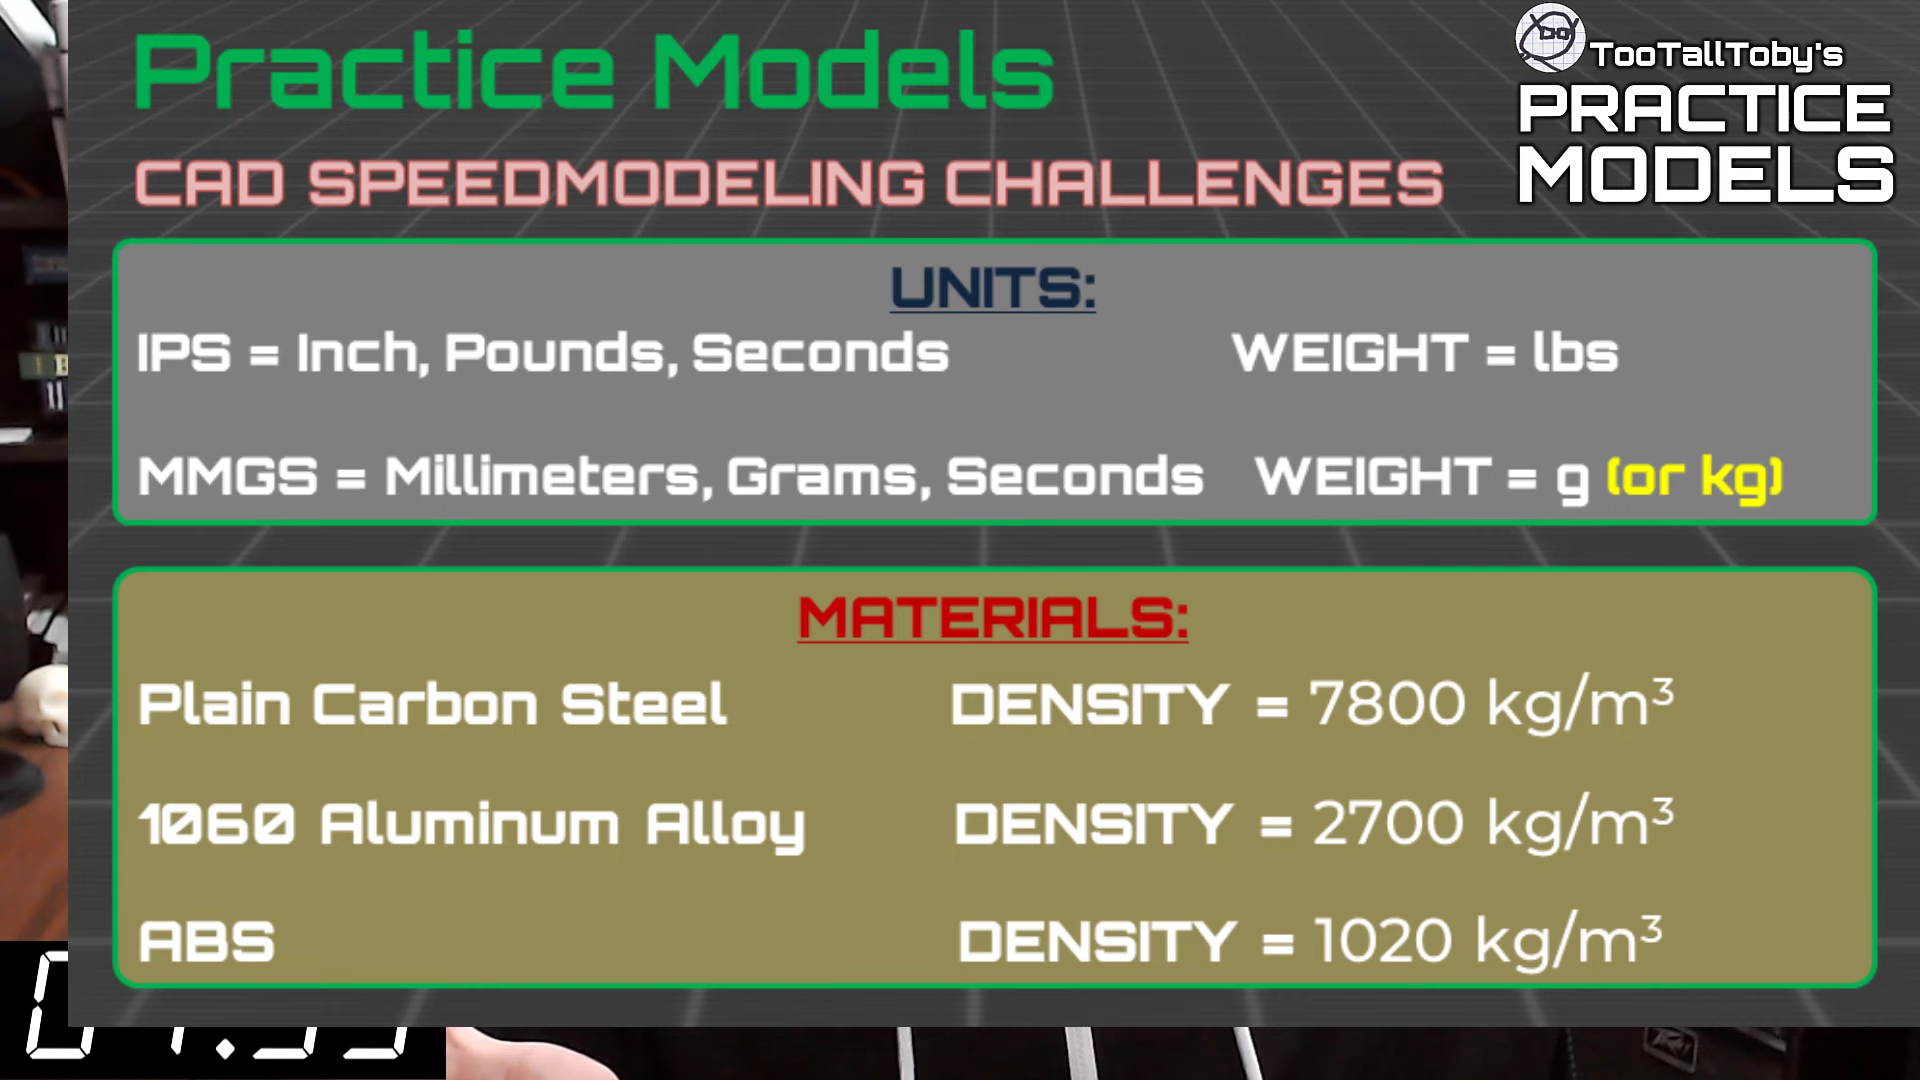 Practice Models
TooTallToby's
PRACTICE
MODELS
CAD SPEEDMODELING CHALLENGES
UNITS:
IPS = Inch, Pounds, Seconds WEIGHT = lbs
MMGS = Millimeters, Grams, Seconds WEIGHT = g (or kg)
MATERIALS:
Plain Carbon Steel DENSITY = 7800 kg/m³
1060 Aluminum Alloy DENSITY = 2700 kg/m³
ABS DENSITY = 1020 kg/m³